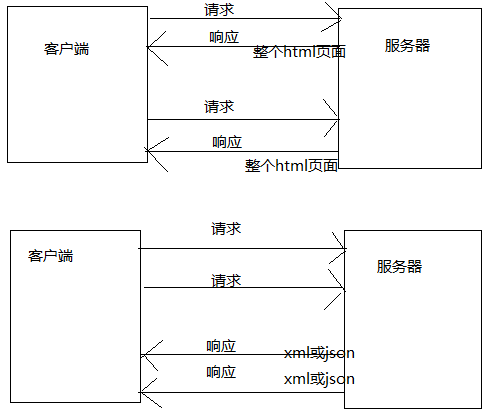 请求
客户端
响应
服务器
整个html页面
请求
响应
整个html页面
请求
客户端
服务器
请求
响应
xml或json
响应
xml或json